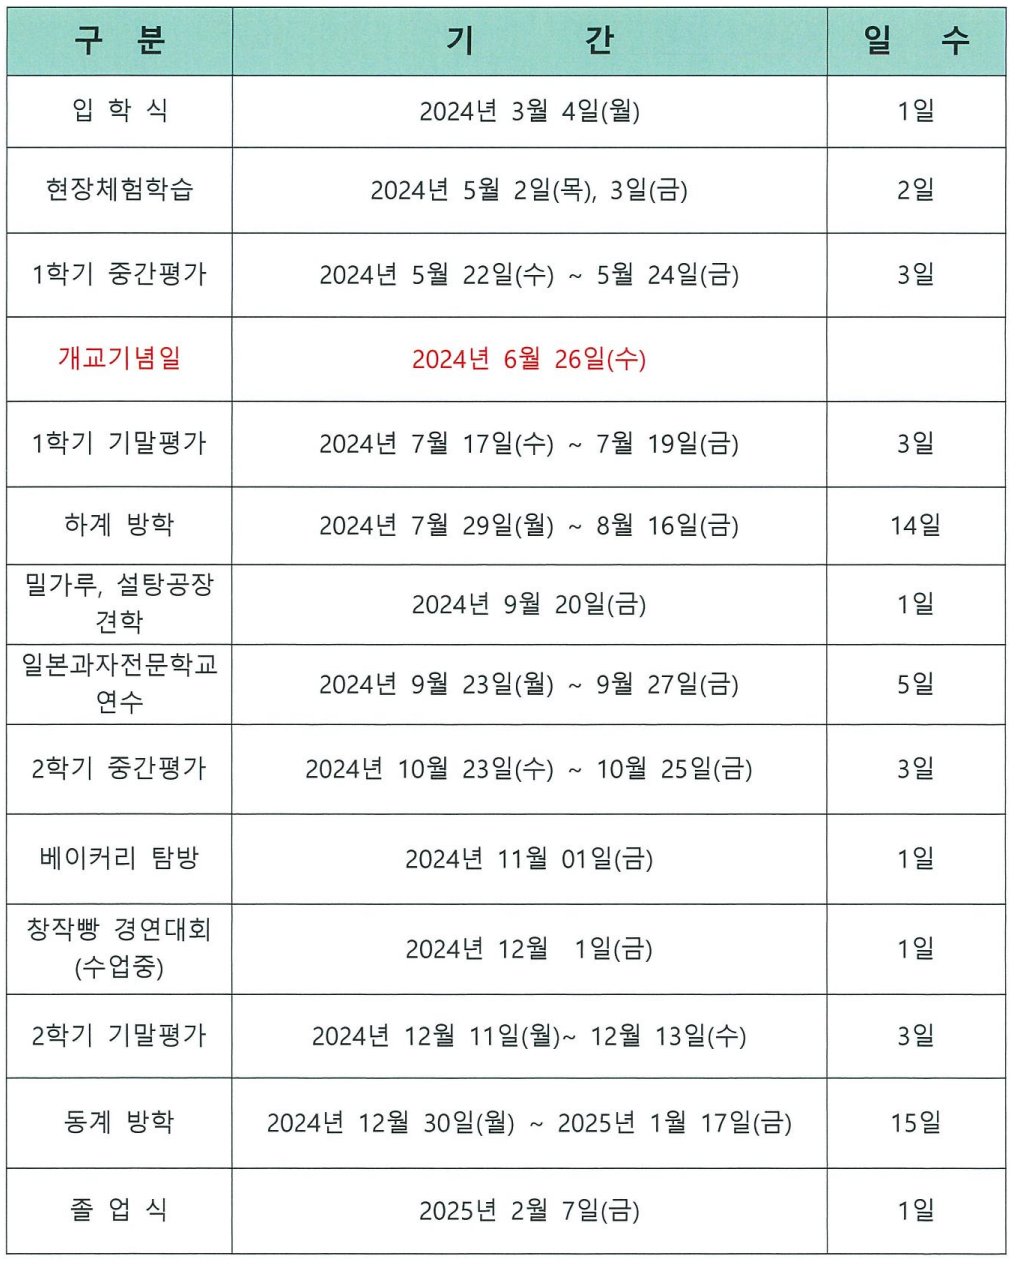 구 분 기 간 일 수
입 학 식 2024년 3월 4일(월) 1일
현장체험학습 2024년 5월 2일(목), 3일(금) 2일
1학기 중간평가 2024년 5월 22일(수) ~ 5월 24일(금) 3일
개교기념일 2024년 6월 26일(수)
1학기 기말평가 2024년 7월 17일(수) ~ 7월 19일(금) 3일
하계 방학 2024년 7월 29일(월) ~ 8월 16일(금) 14일
밀가루, 설탕공장
견학 2024년 9월 20일(금) 1일
일본과자전문학교
연수 2024년 9월 23일(월) ~ 9월 27일(금) 5일
2학기 중간평가 2024년 10월 23일(수) ~ 10월 25일(금) 3일
베이커리 탐방 2024년 11월 01일(금) 1일
창작빵 경연대회
(수업중) 2024년 12월 1일(금) 1일
2학기 기말평가 2024년 12월 11일(월)~ 12월 13일(수) 3일
동계 방학 2024년 12월 30일(월) ~ 2025년 1월 17일(금) 15일
졸 업 식 2025년 2월 7일(금) 1일